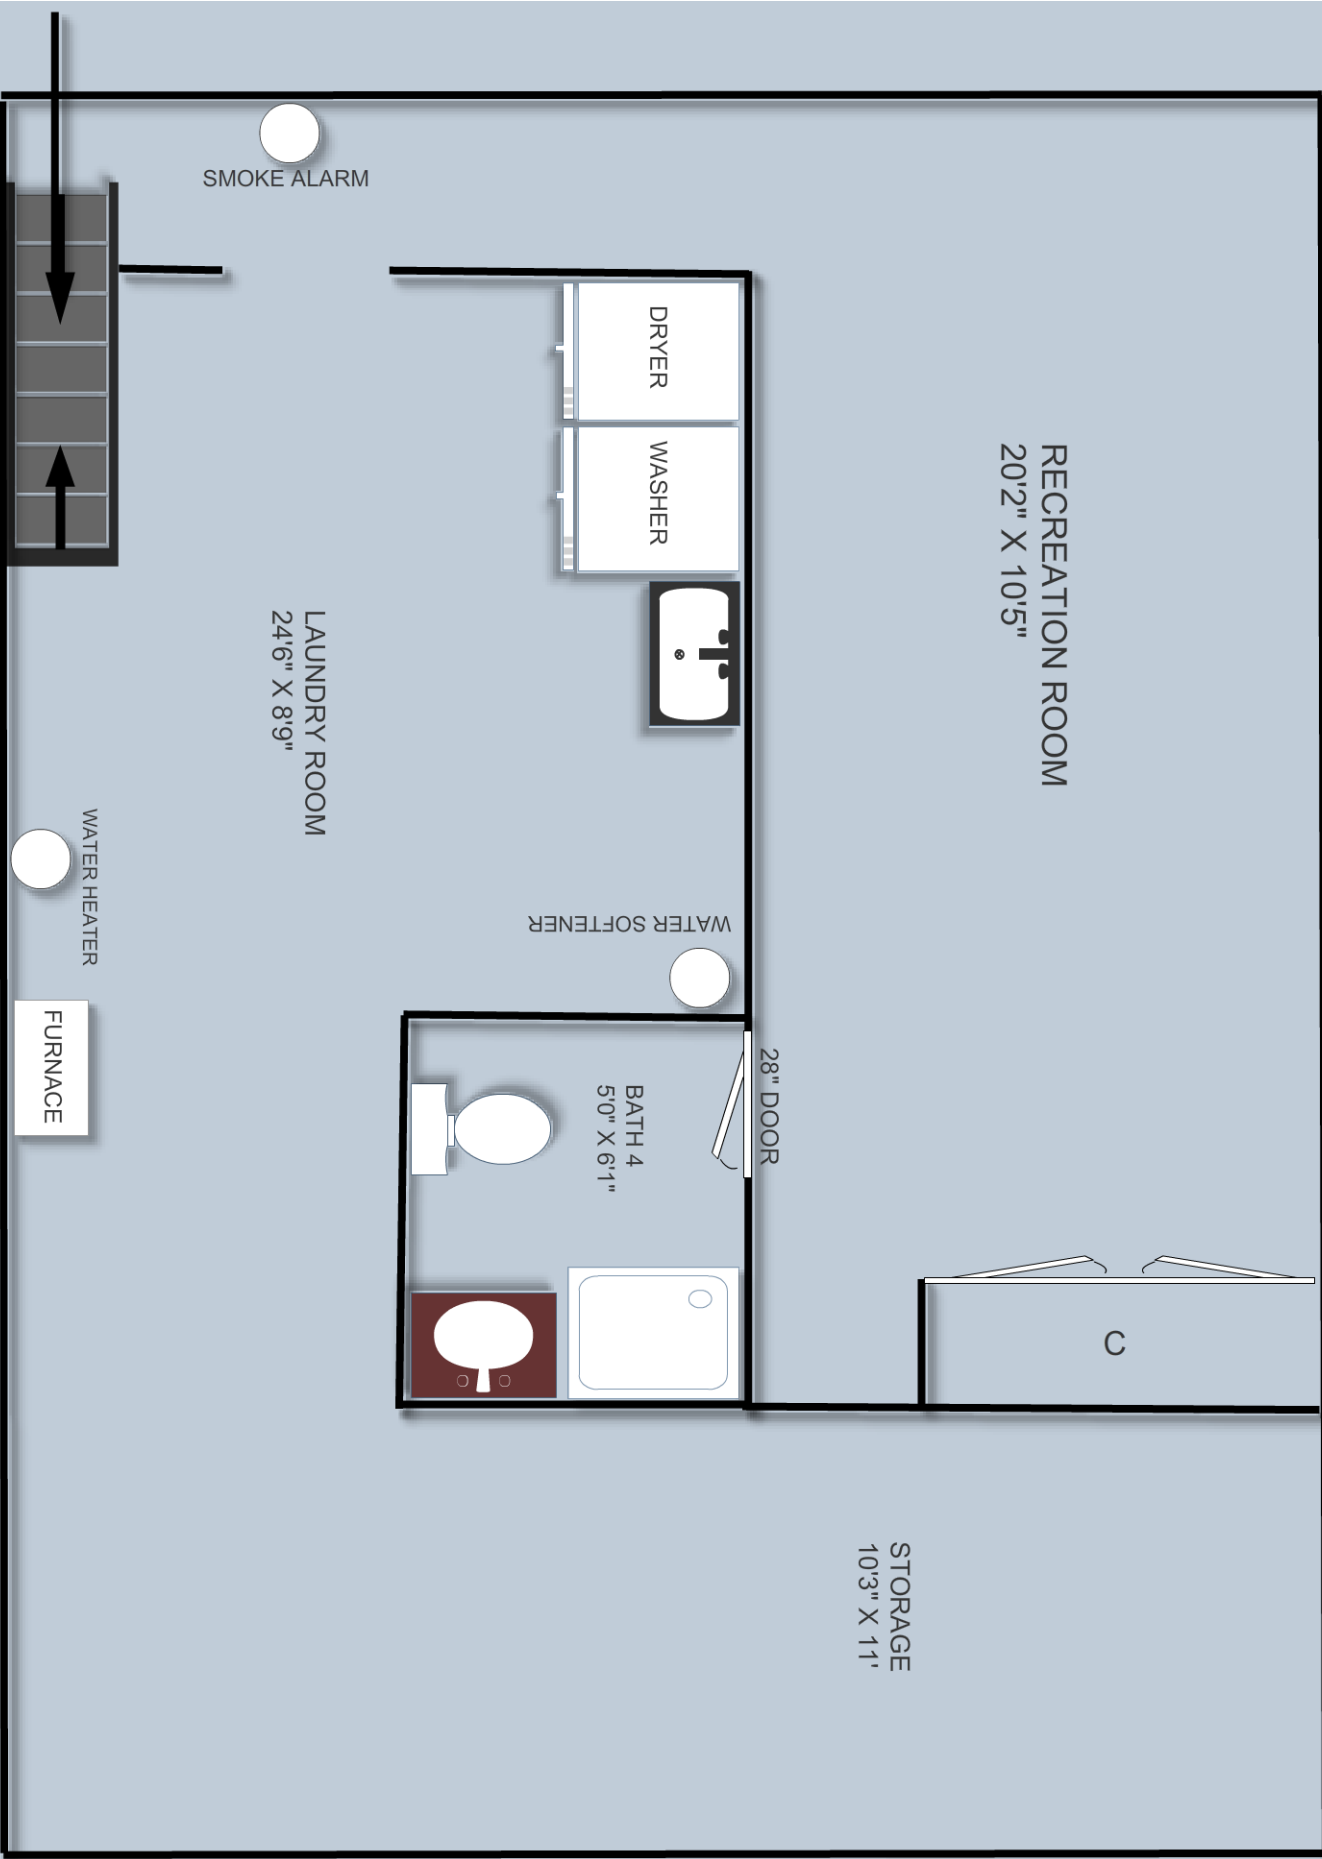 SMOKE ALARM
DRYER
WASHER
RECREATION ROOM
20'2" X 10'5"
LAUNDRY ROOM
24'6" X 8'9"
WATER HEATER
WATER SOFTENER
FURNACE
28" DOOR
BATH 4
5'0" X 6'1"
C
STORAGE
10'3" X 11'